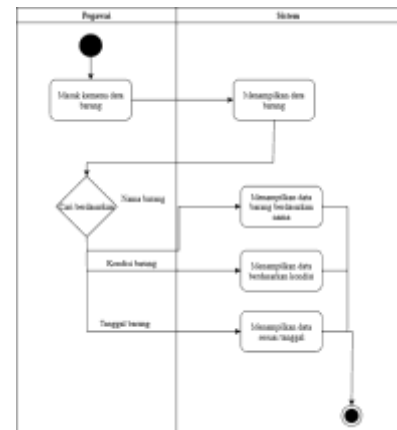 Pegawai
Sistem
Masuk kemenu data
barang
Menampilkan data
barang
Cari berdasarkan
Nama barang
Menampilkan data
barang berdasarkan
nama
Kondisi barang
Menampilkan data
berdasarkan kondisi
Tanggal barang
Menampilkan data
sesuai tanggal